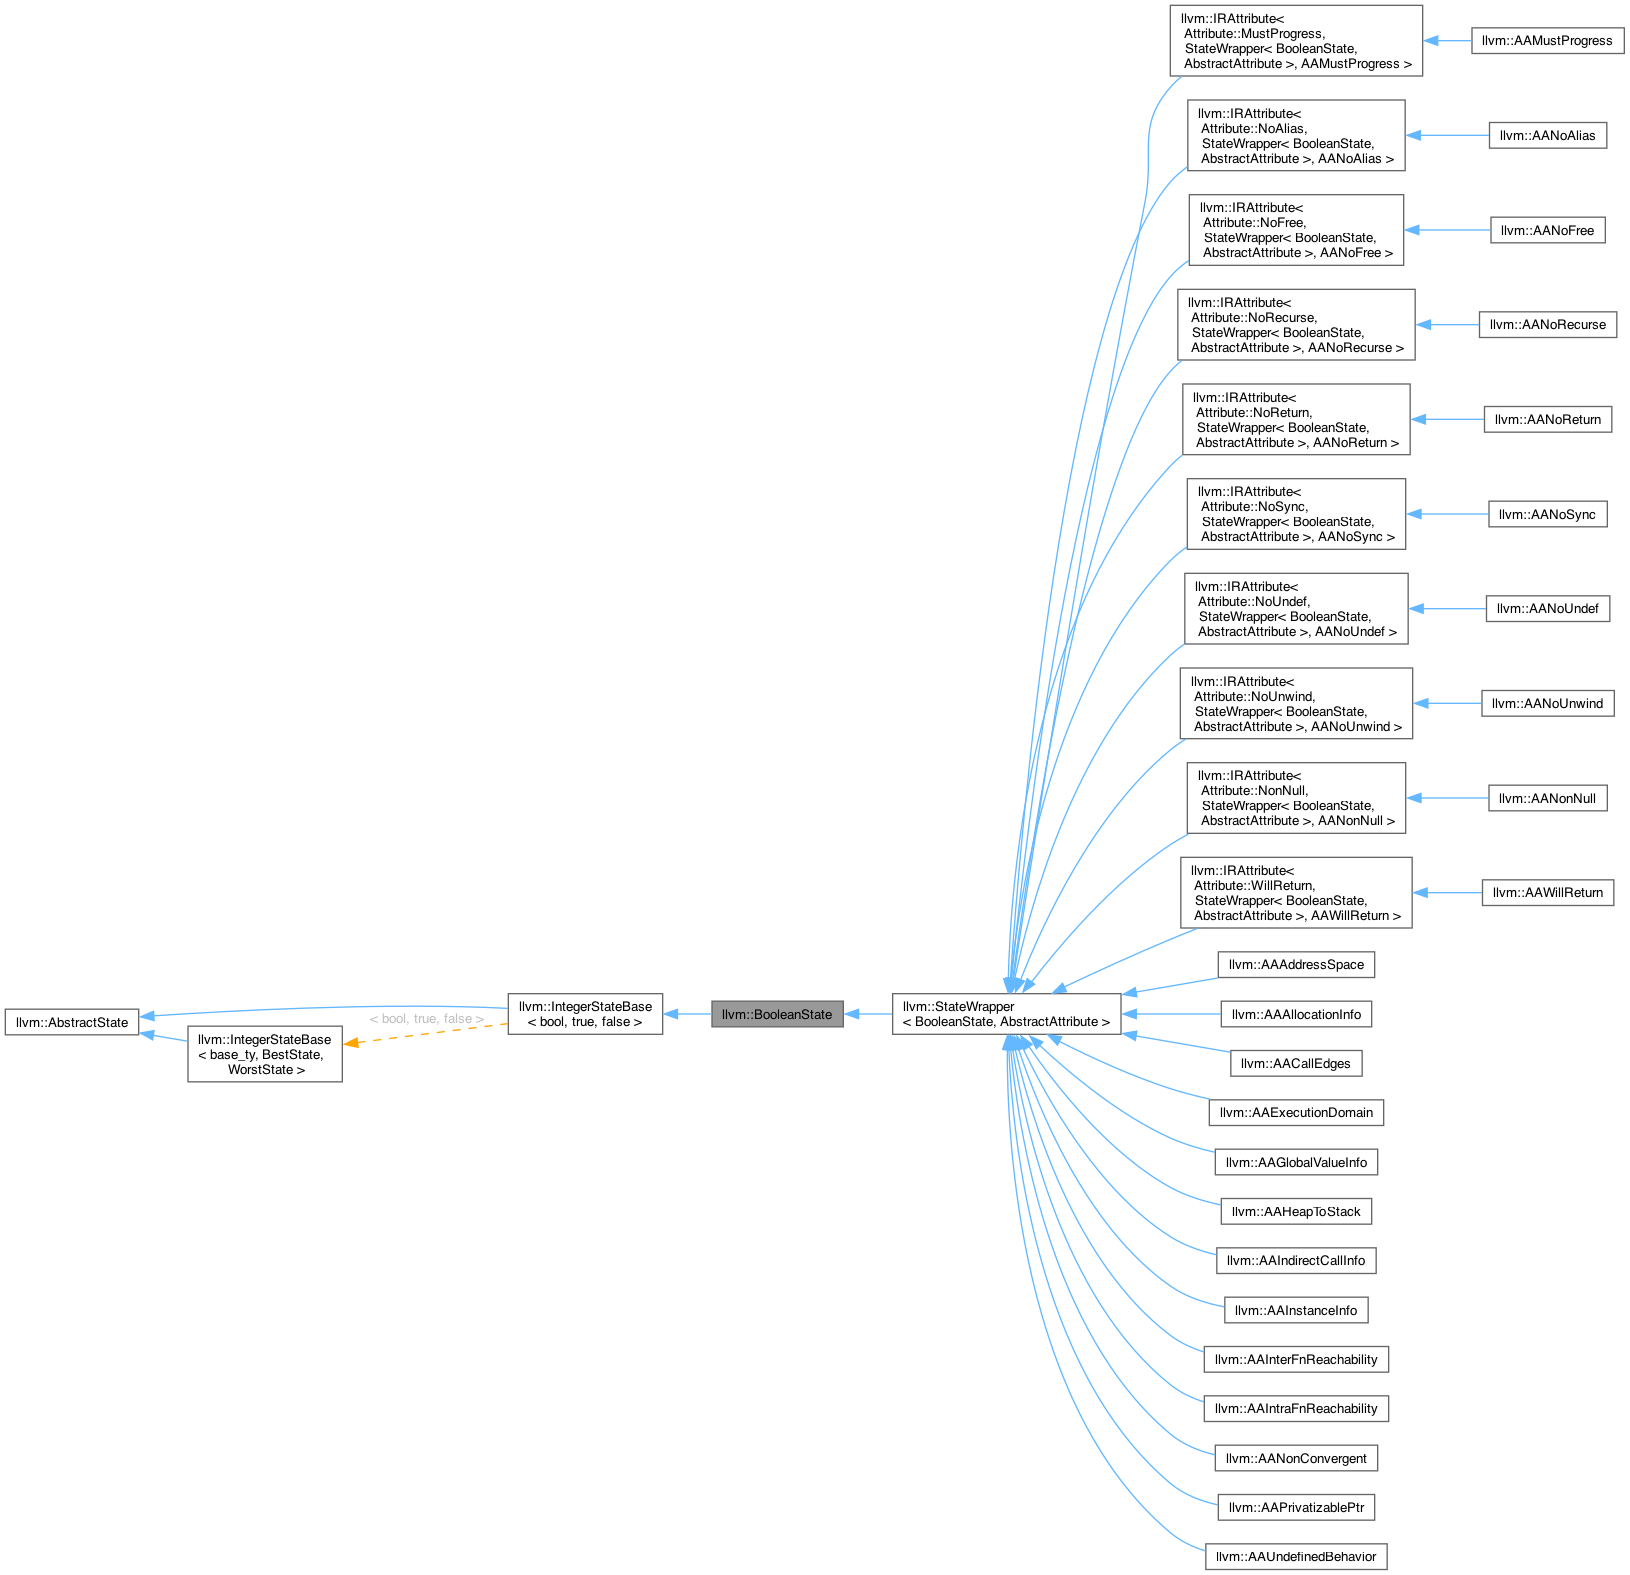 llvm::AbstractState
llvm::IntegerStateBase
< base_ty, BestState,
WorstState >
< bool, true, false >
llvm::IntegerStateBase
< bool, true, false >
llvm::BooleanState
llvm::StateWrapper
< BooleanState, AbstractAttribute >
llvm::IRAttribute<
Attribute::MustProgress,
StateWrapper< BooleanState,
AbstractAttribute >, AAMustProgress >
llvm::AAMustProgress
llvm::IRAttribute<
Attribute::NoAlias,
StateWrapper< BooleanState,
AbstractAttribute >, AANoAlias >
llvm::AANoAlias
llvm::IRAttribute<
Attribute::NoFree,
StateWrapper< BooleanState,
AbstractAttribute >, AANoFree >
llvm::AANoFree
llvm::IRAttribute<
Attribute::NoRecurse,
StateWrapper< BooleanState,
AbstractAttribute >, AANoRecurse >
llvm::AANoRecurse
llvm::IRAttribute<
Attribute::NoReturn,
StateWrapper< BooleanState,
AbstractAttribute >, AANoReturn >
llvm::AANoReturn
llvm::IRAttribute<
Attribute::NoSync,
StateWrapper< BooleanState,
AbstractAttribute >, AANoSync >
llvm::AANoSync
llvm::IRAttribute<
Attribute::NoUndef,
StateWrapper< BooleanState,
AbstractAttribute >, AANoUndef >
llvm::AANoUndef
llvm::IRAttribute<
Attribute::NoUnwind,
StateWrapper< BooleanState,
AbstractAttribute >, AANoUnwind >
llvm::AANoUnwind
llvm::IRAttribute<
Attribute::NonNull,
StateWrapper< BooleanState,
AbstractAttribute >, AANonNull >
llvm::AANonNull
llvm::IRAttribute<
Attribute::WillReturn,
StateWrapper< BooleanState,
AbstractAttribute >, AAWillReturn >
llvm::AAWillReturn
llvm::AAAddressSpace
llvm::AAAllocationInfo
llvm::AACallEdges
llvm::AAExecutionDomain
llvm::AAGlobalValueInfo
llvm::AAHeapToStack
llvm::AAIndirectCallInfo
llvm::AAInstanceInfo
llvm::AAInterFnReachability
llvm::AAIntraFnReachability
llvm::AANonConvergent
llvm::AAPrivatizablePtr
llvm::AAUndefinedBehavior